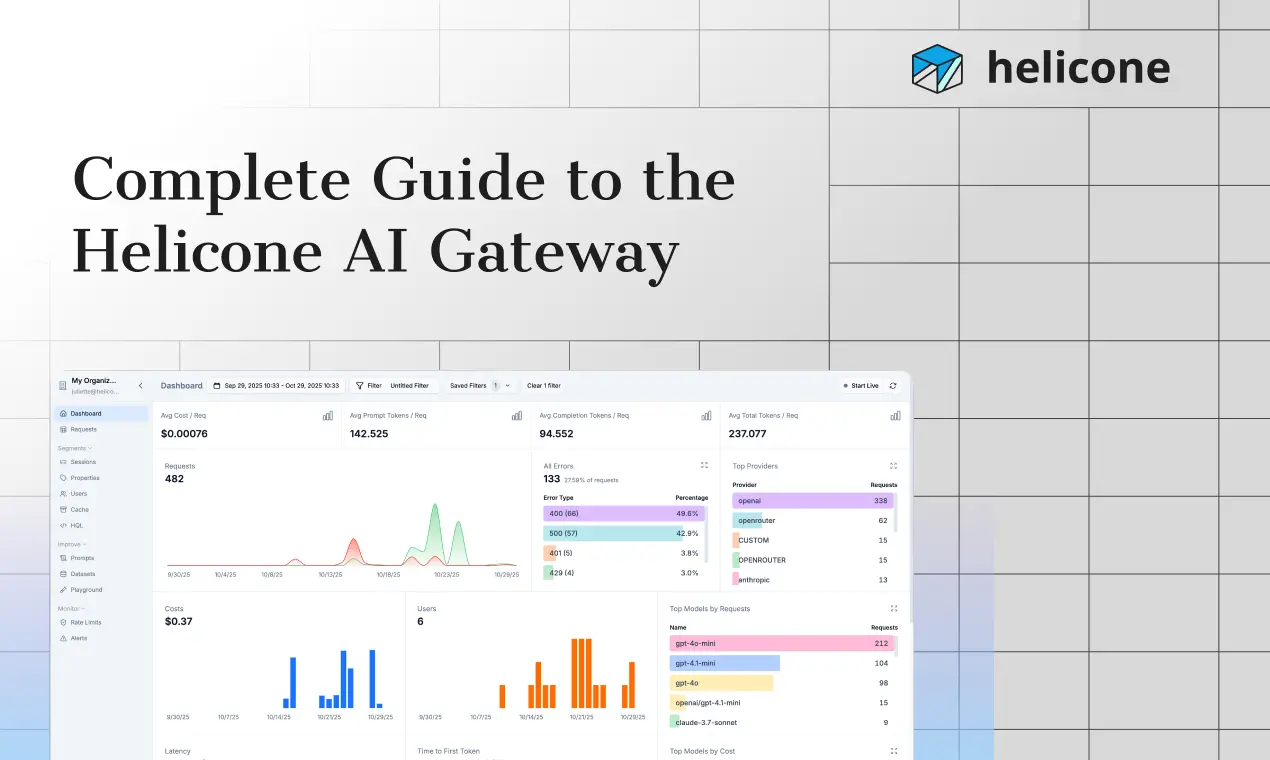 helicone
Complete Guide to the
Helicone AI Gateway
My Organiz...
juliette@helico...
Dashboard
Requests
Segments
Sessions
Properties
Users
Cache
HQL
Improve
Prompts
Datasets
Playground
Monitor
Rate Limits
Alerts
Dashboard
Sep 29, 2025 10:33 - Oct 29, 2025 10:33
Filter
Untitled Filter
Saved Filters 1
Clear 1 filter
Start Live
Avg Cost / Req
$0.00076
Avg Prompt Tokens / Req
142.525
Avg Completion Tokens / Req
94.552
Avg Total Tokens / Req
237.077
Requests
482
9/30/25 10/4/25 10/8/25 10/13/25 10/18/25 10/23/25 10/29/25
All Errors
133 27.59% of requests
Error Type Percentage
400 (66) 49.6%
500 (57) 42.9%
401 (5) 3.8%
429 (4) 3.0%
Top Providers
Provider Requests
openai 338
openrouter 62
CUSTOM 15
OPENROUTER 15
anthropic 13
Costs
$0.37
9/30/25 10/7/25 10/14/25 10/21/25 10/29/25
Users
6
9/30/25 10/7/25 10/14/25 10/21/25 10/29/25
Top Models by Requests
Name Requests
gpt-4o-mini 212
gpt-4.1-mini 104
gpt-4o 98
openai/gpt-4.1-mini 15
claude-3.7-sonnet 9
Latency
Time to First Token
Top Models by Cost